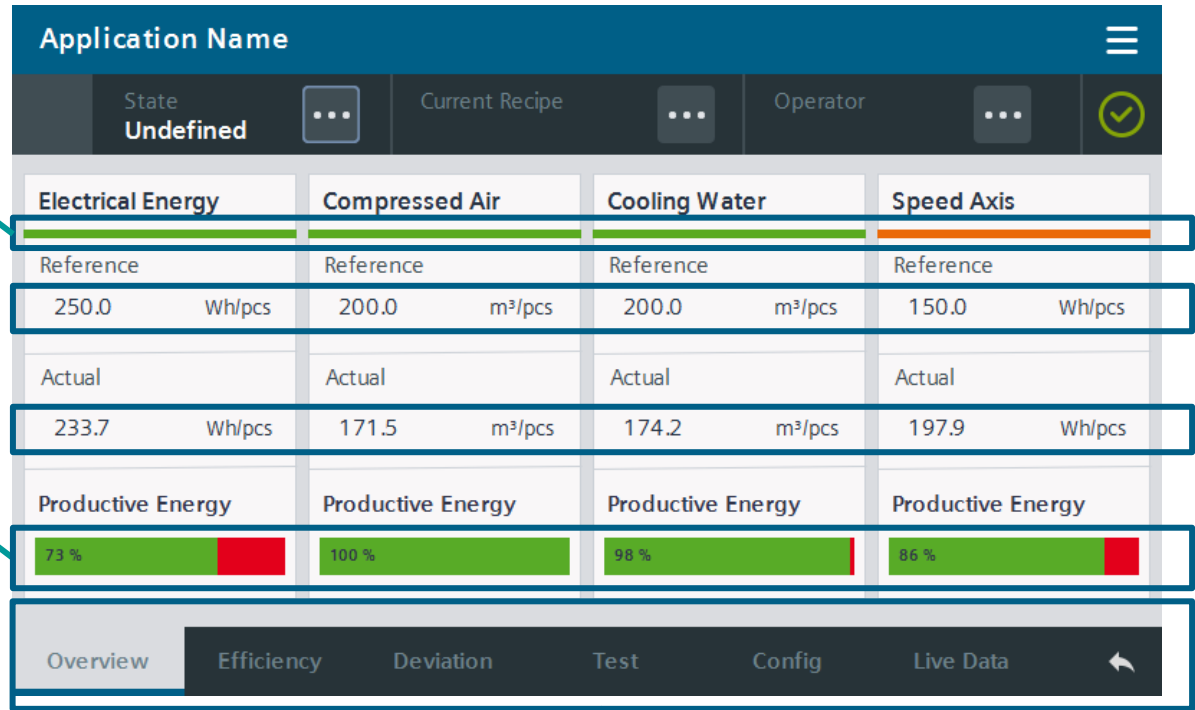 Application Name
State Current Recipe Operator
Undefined
Electrical Energy Compressed Air Cooling Water Speed Axis
Reference Reference Reference Reference
250.0 Wh/pcs 200.0 m³/pcs 200.0 m³/pcs 150.0 Wh/pcs
Actual Actual Actual Actual
233.7 Wh/pcs 171.5 m³/pcs 174.2 m³/pcs 197.9 Wh/pcs
Productive Energy Productive Energy Productive Energy Productive Energy
73 % 100 % 98 % 86 %
Overview Efficiency Deviation Test Config Live Data